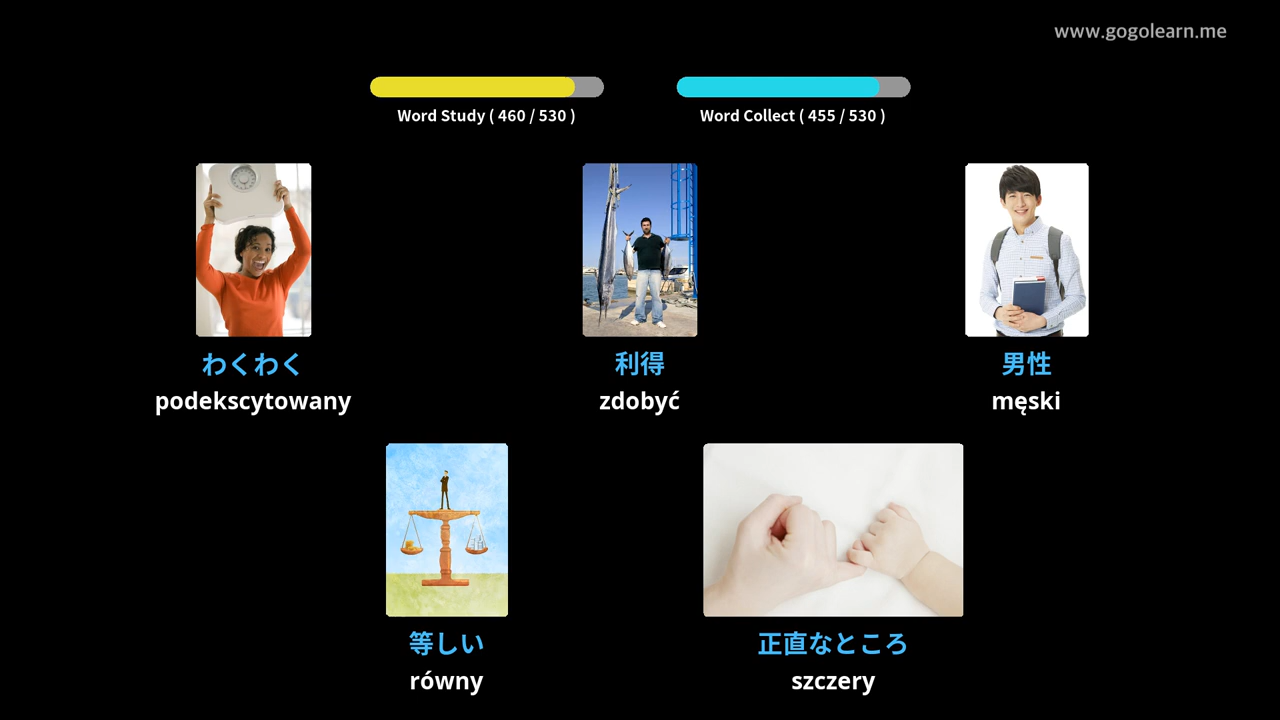 www.gogolearn.me
Word Study ( 460 / 530 )
Word Collect ( 455 / 530 )
わくわく
podekscytowany
利得
zdobyć
男性
męski
等しい
równy
正直なところ
szczery